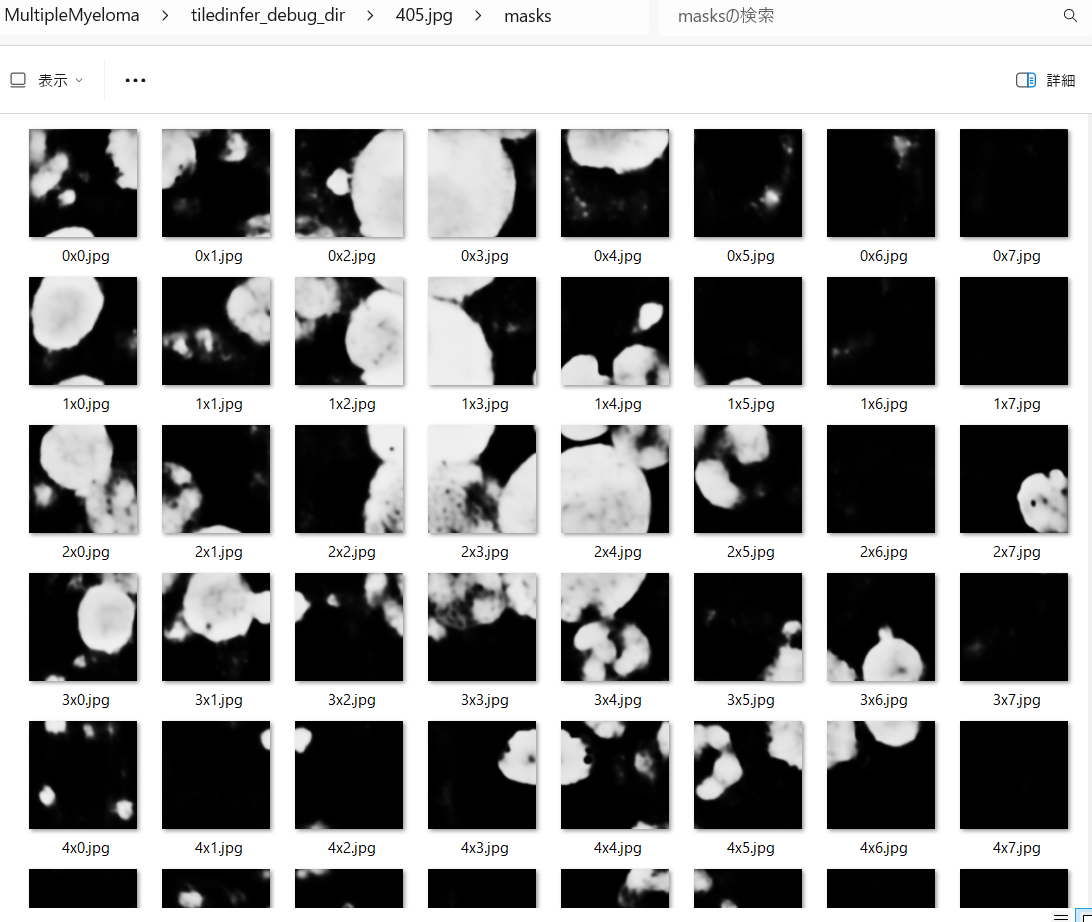 MultipleMyeloma > tiledinfer_debug_dir > 405.jpg > masks masksの検索
表示 ••• 詳細
0x0.jpg 0x1.jpg 0x2.jpg 0x3.jpg 0x4.jpg 0x5.jpg 0x6.jpg 0x7.jpg
1x0.jpg 1x1.jpg 1x2.jpg 1x3.jpg 1x4.jpg 1x5.jpg 1x6.jpg 1x7.jpg
2x0.jpg 2x1.jpg 2x2.jpg 2x3.jpg 2x4.jpg 2x5.jpg 2x6.jpg 2x7.jpg
3x0.jpg 3x1.jpg 3x2.jpg 3x3.jpg 3x4.jpg 3x5.jpg 3x6.jpg 3x7.jpg
4x0.jpg 4x1.jpg 4x2.jpg 4x3.jpg 4x4.jpg 4x5.jpg 4x6.jpg 4x7.jpg